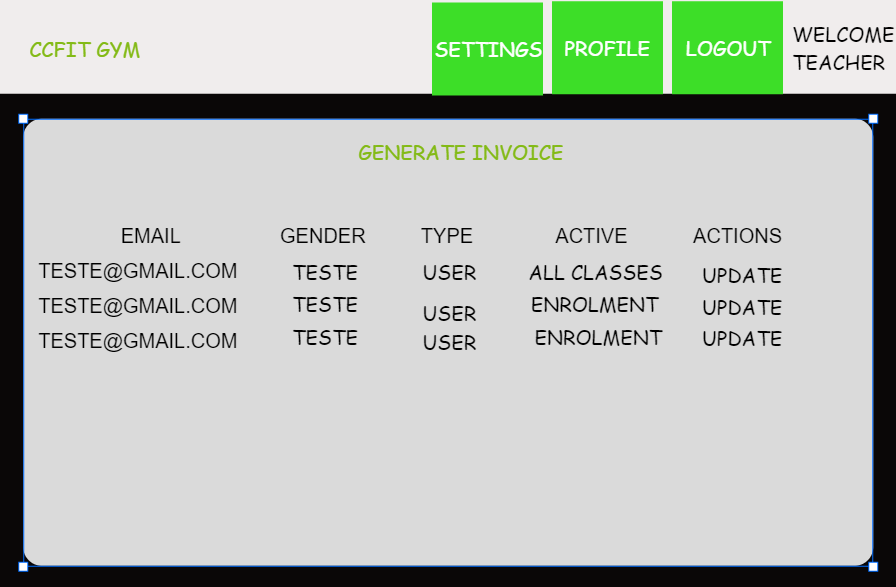 CCFIT GYM
SETTINGS PROFILE LOGOUT WELCOME
TEACHER
GENERATE INVOICE
EMAIL GENDER TYPE ACTIVE ACTIONS
TESTE@GMAIL.COM TESTE USER ALL CLASSES UPDATE
TESTE@GMAIL.COM TESTE USER ENROLMENT UPDATE
TESTE@GMAIL.COM TESTE USER ENROLMENT UPDATE